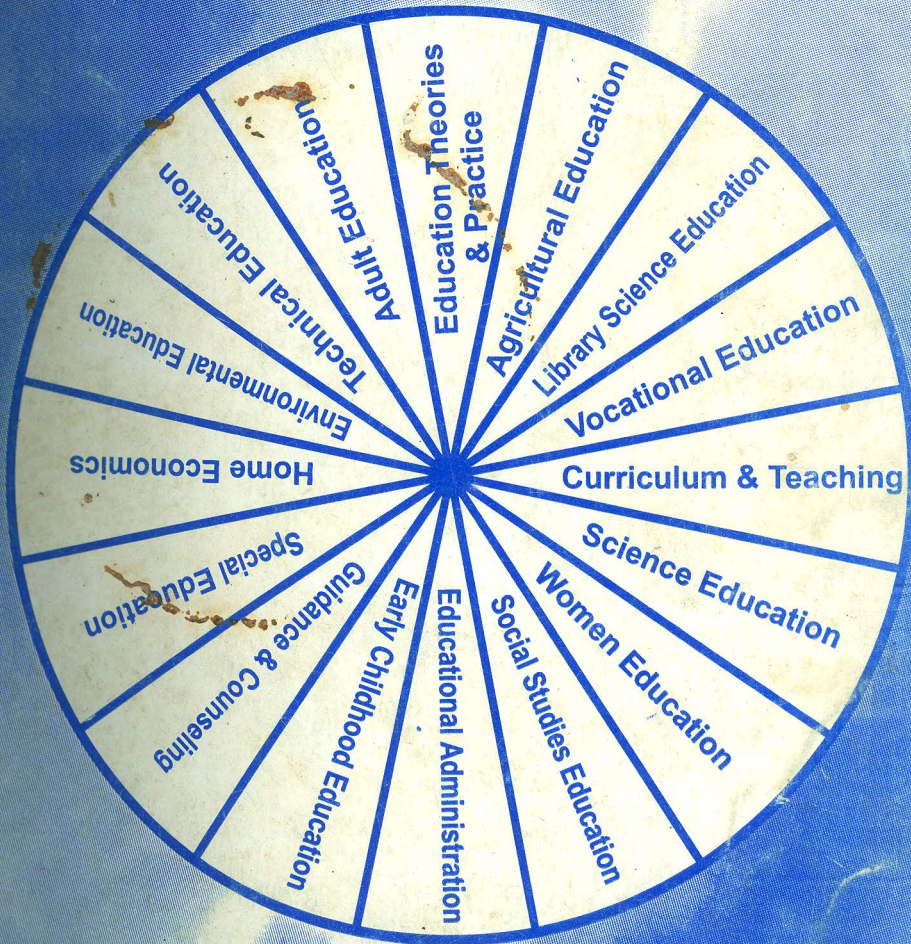 Education Theories
& Practice
Agricultural Education
Library Science Education
Vocational Education
Curriculum & Teaching
Science Education
Women Education
Social Studies Education
Educational Administration
Early Childhood Education
Guidance & Counseling
Special Education
Home Economics
Environmental Education
Technical Education
Adult Education